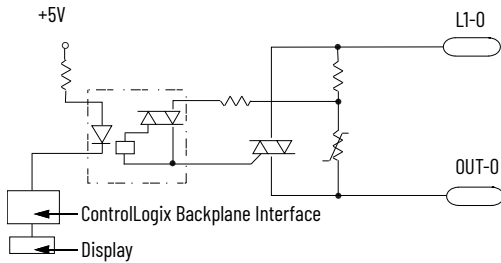 +5V
L1-0
OUT-0
ControlLogix Backplane Interface
Display